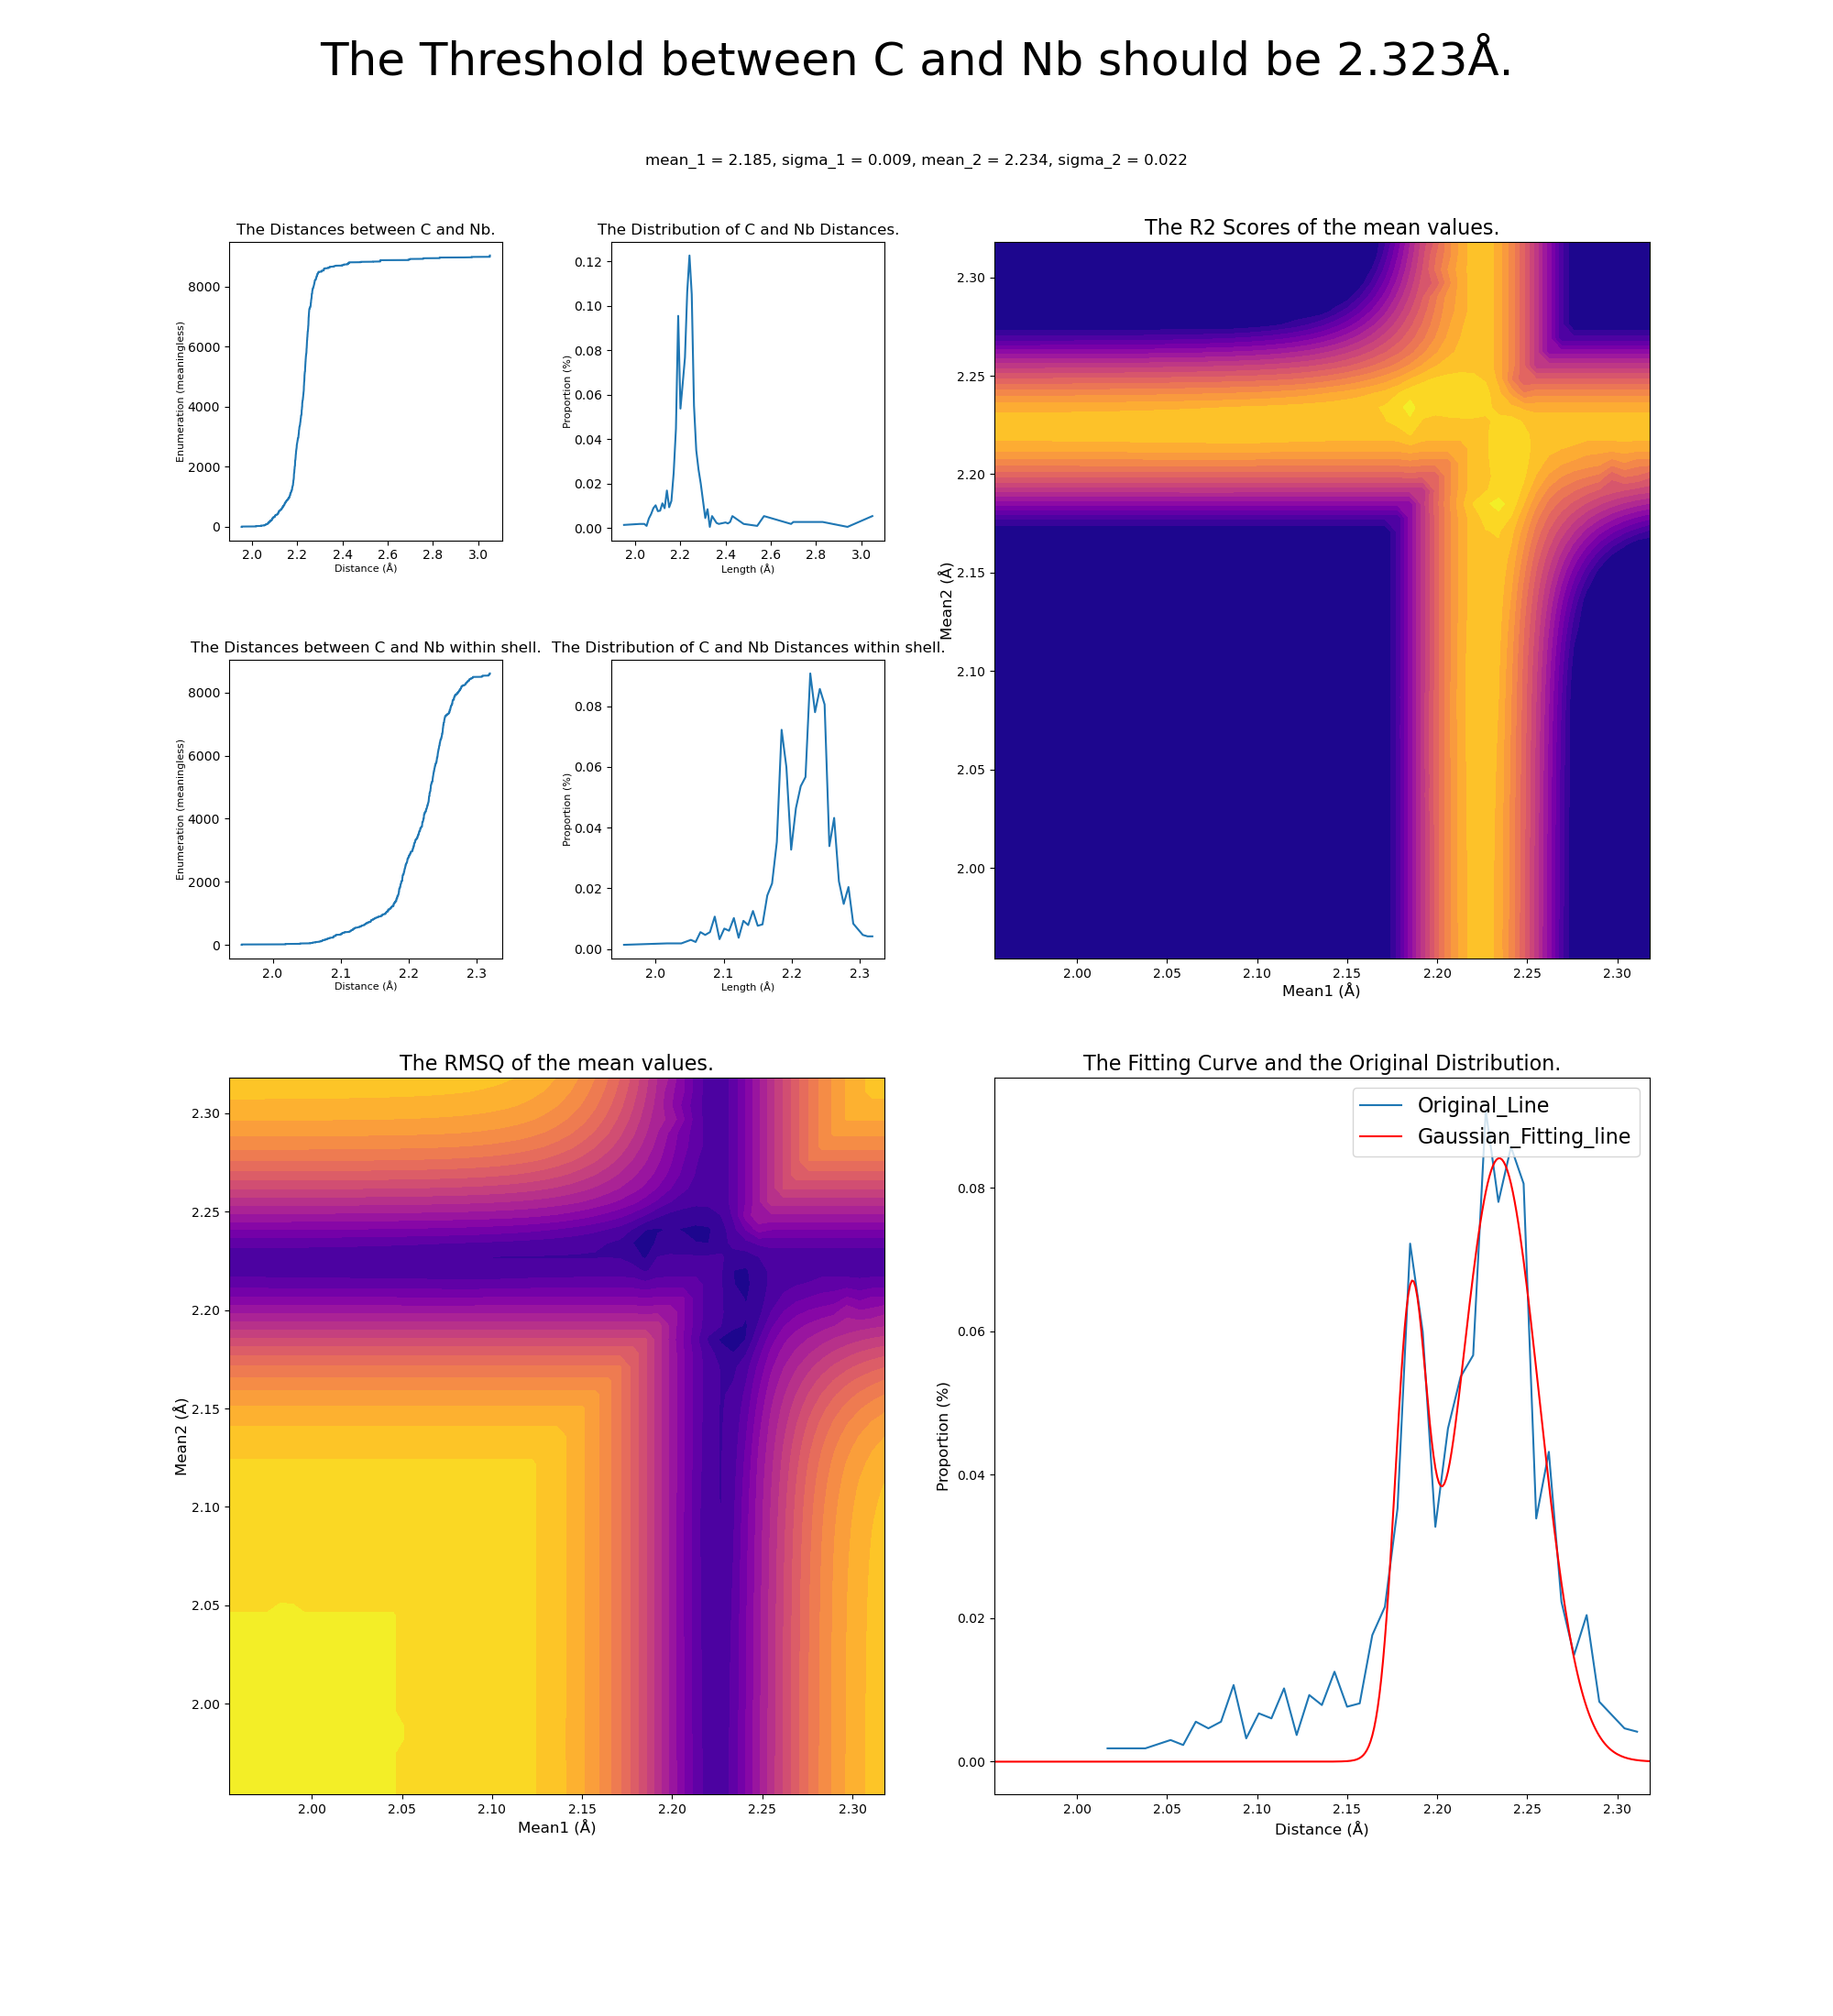 The Threshold between C and Nb should be 2.323Å.
mean_1 = 2.185, sigma_1 = 0.009, mean_2 = 2.234, sigma_2 = 0.022
The Distances between C and Nb.
Enumeration (meaningless)
8000
6000
4000
2000
0
2.0 2.2 2.4 2.6 2.8 3.0
Distance (Å)
The Distribution of C and Nb Distances.
Proportion (%)
0.12
0.10
0.08
0.06
0.04
0.02
0.00
2.0 2.2 2.4 2.6 2.8 3.0
Length (Å)
The R2 Scores of the mean values.
Mean2 (Å)
2.30
2.25
2.20
2.15
2.10
2.05
2.00
2.00 2.05 2.10 2.15 2.20 2.25 2.30
Mean1 (Å)
The Distances between C and Nb within shell.
Enumeration (meaningless)
8000
6000
4000
2000
0
2.0 2.1 2.2 2.3
Distance (Å)
The Distribution of C and Nb Distances within shell.
Proportion (%)
0.08
0.06
0.04
0.02
0.00
2.0 2.1 2.2 2.3
Length (Å)
The RMSQ of the mean values.
Mean2 (Å)
2.30
2.25
2.20
2.15
2.10
2.05
2.00
2.00 2.05 2.10 2.15 2.20 2.25 2.30
Mean1 (Å)
The Fitting Curve and the Original Distribution.
Original_Line
Gaussian_Fitting_line
Proportion (%)
0.08
0.06
0.04
0.02
0.00
2.00 2.05 2.10 2.15 2.20 2.25 2.30
Distance (Å)